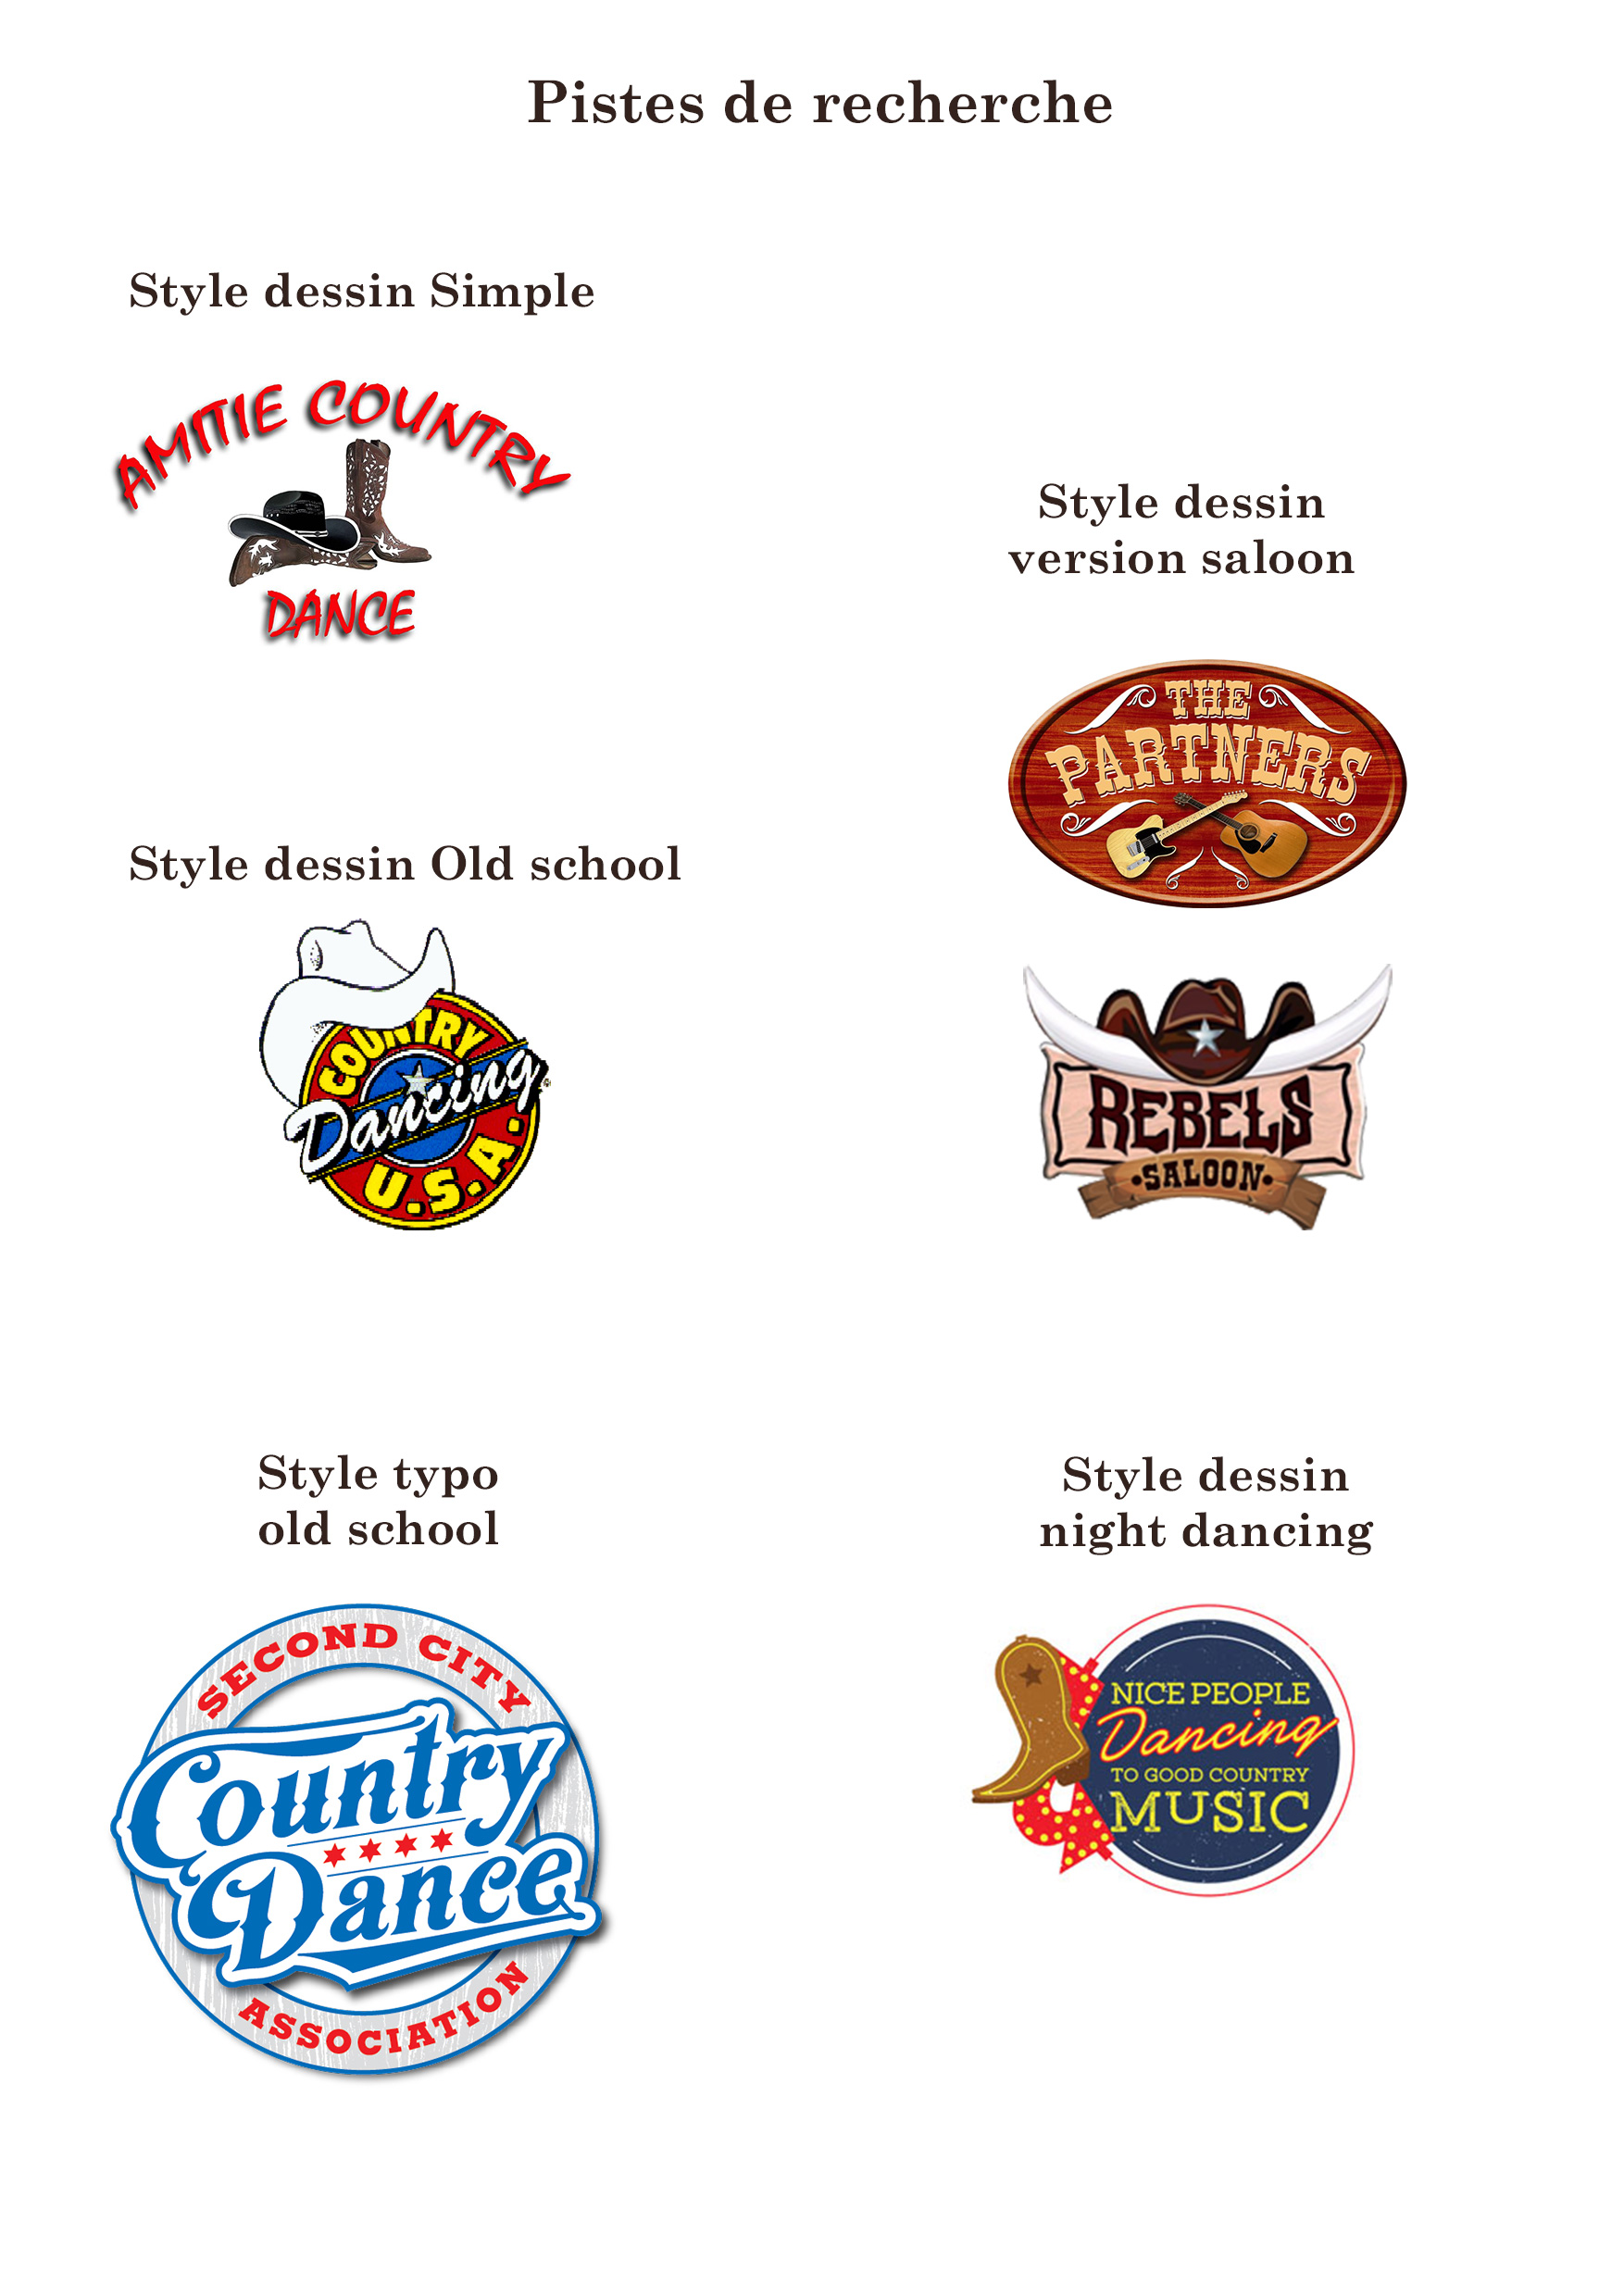 Pistes de recherche
Style dessin Simple
AMITIE COUNTRY
DANCE
Style dessin
version saloon
THE
PARTNERS
REBELS
•SALOON•
Style dessin Old school
COUNTRY
Dancing
U.S.A.
Style typo
old school
SECOND CITY
Country
Dance
ASSOCIATION
Style dessin
night dancing
NICE PEOPLE
Dancing
TO GOOD COUNTRY
MUSIC